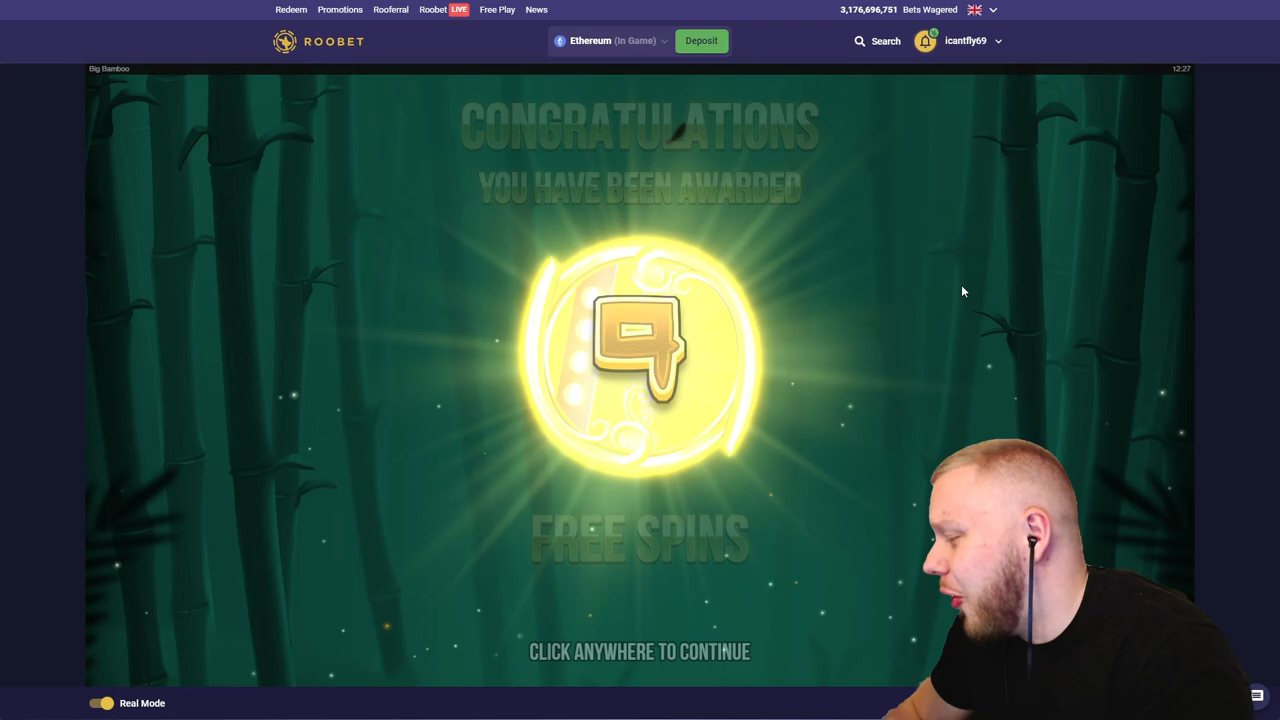 Redeem Promotions Rooferral Roobet LIVE Free Play News 3,176,696,751 Bets Wagered
ROOBET Ethereum (In Game) Deposit Search icantfly69
Big Bamboo 12:27
CONGRATULATIONS
YOU HAVE BEEN AWARDED
9
FREE SPINS
CLICK ANYWHERE TO CONTINUE
Real Mode